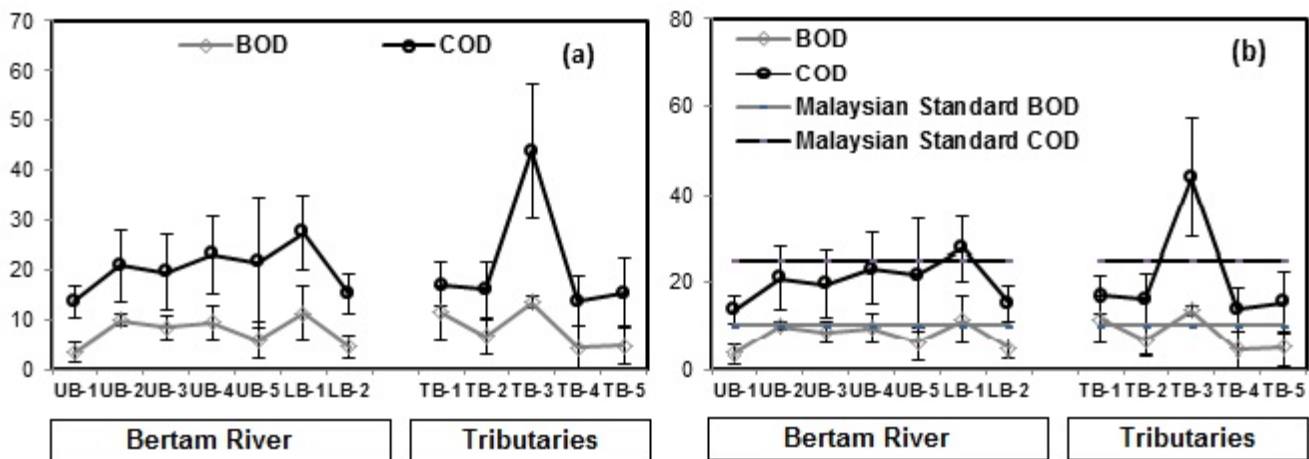 70
60
50
40
30
20
10
0
BOD COD (a)
UB-1 UB-2 UB-3 UB-4 UB-5 LB-1 LB-2 TB-1 TB-2 TB-3 TB-4 TB-5
Bertam River Tributaries
80
60
40
20
0
BOD (b)
COD
Malaysian Standard BOD
Malaysian Standard COD
UB-1 UB-2 UB-3 UB-4 UB-5 LB-1 LB-2 TB-1 TB-2 TB-3 TB-4 TB-5
Bertam River Tributaries